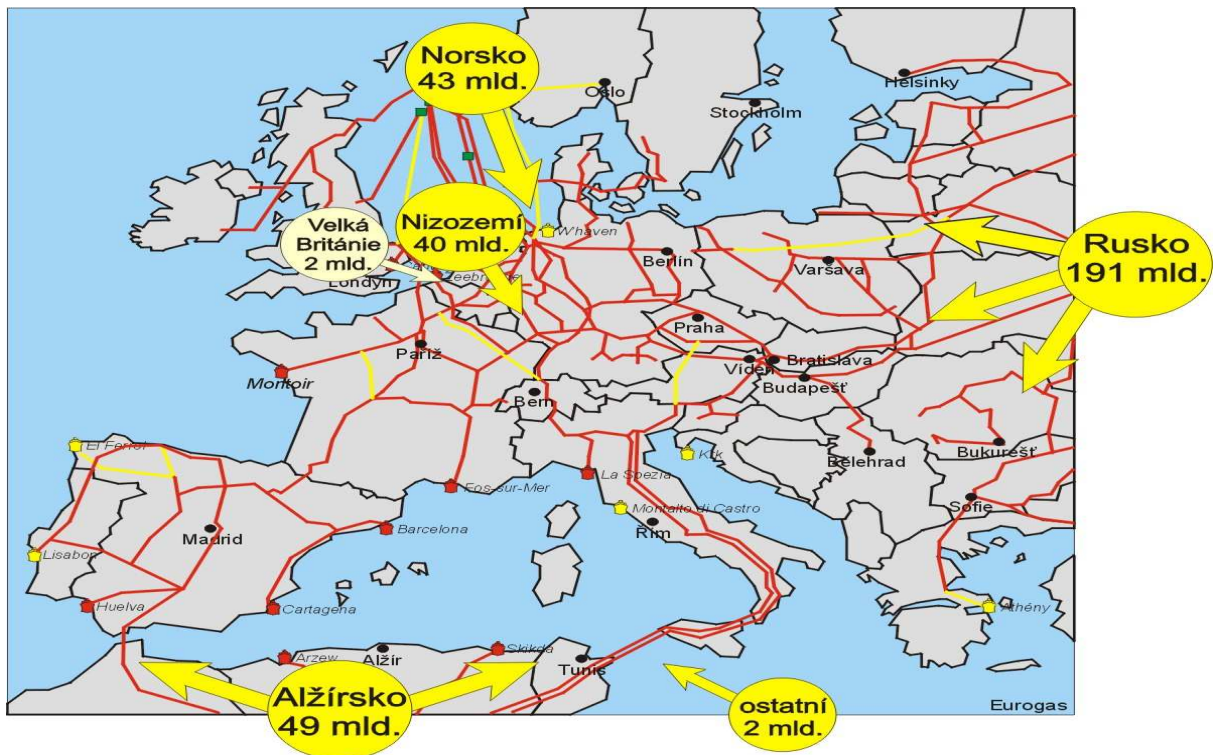 Norsko
43 mld.
Oslo
Helsinky
Stockholm
Velká
Británie
2 mld.
Nizozemí
40 mld.
W'haven
Londýn
Berlín
Varšava
Rusko
191 mld.
Praha
Paříž
Montoir
Bern
Vídeň
Bratislava
Budapešť
El Ferrol
Krk
Bělehrad
Bukurešť
La Spezia
Fos-sur-Mer
Montalto di Castro
Sofie
Řím
Madrid
Barcelona
Lisabon
Huelva
Cartagena
Athény
Arzew
Alžír
Skikda
Tunis
Alžírsko
49 mld.
ostatní
2 mld.
Eurogas